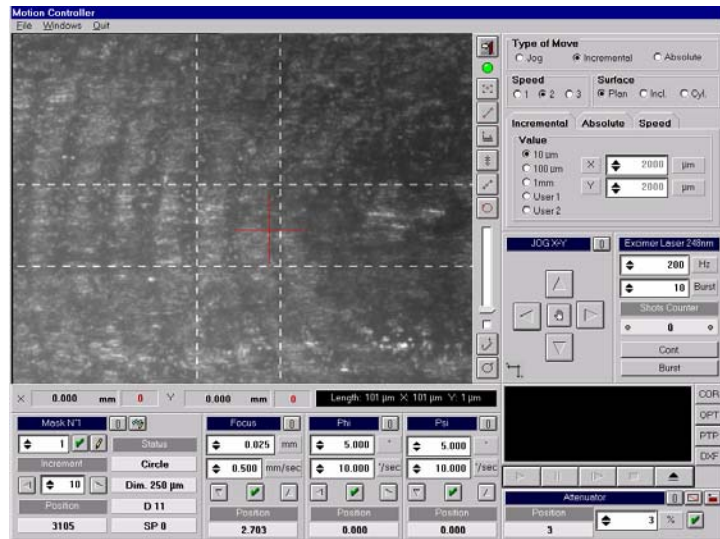 Motion Controller
File Windows Quit
Type of Move
Jog Incremental Absolute
Speed Surface
1 2 3 Plan Incl. Cyl.
Incremental Absolute Speed
Value
10 µm
100 µm
1mm
User 1
User 2
X 2000 µm
Y 2000 µm
JOG X-Y
Excimer Laser 248nm
200 Hz
10 Burst
Shots Counter
0
Cont
Burst
X 0.000 mm 0 Y 0.000 mm 0 Length: 101 µm X: 101 µm Y: 1 µm
Mask N°1
1 Status
Increment Circle
10 Dim. 250 µm
Position D 11
3105 SP 0
Focus
0.025 mm
0.500 mm/sec
Position
2.703
Phi
5.000 °
10.000 °/sec
Position
0.000
Psi
5.000 °
10.000 °/sec
Position
0.000
COR
OPT
PTP
DXF
Attenuator
Position
3
3 %